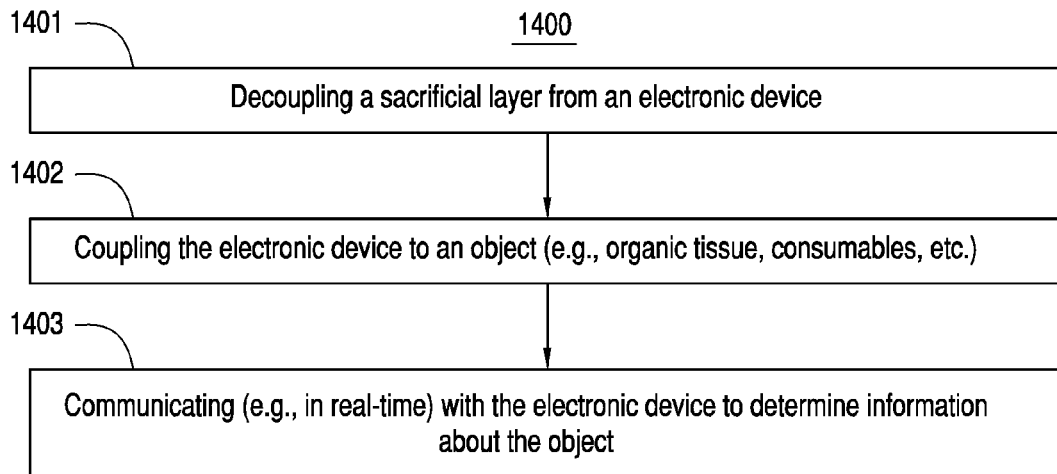 1401
1400
Decoupling a sacrificial layer from an electronic device
1402
Coupling the electronic device to an object (e.g., organic tissue, consumables, etc.)
1403
Communicating (e.g., in real-time) with the electronic device to determine information
about the object